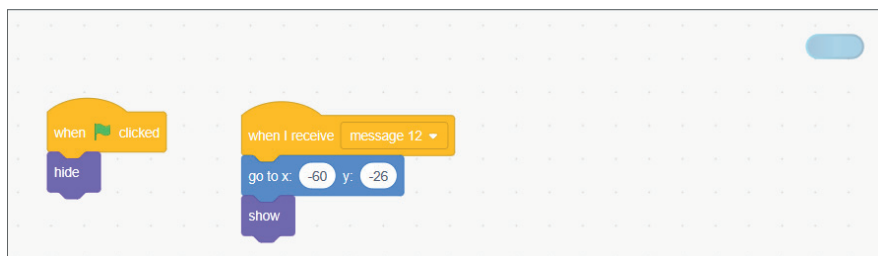 when clicked
hide
when I receive message 12
go to x: -60 y: -26
show